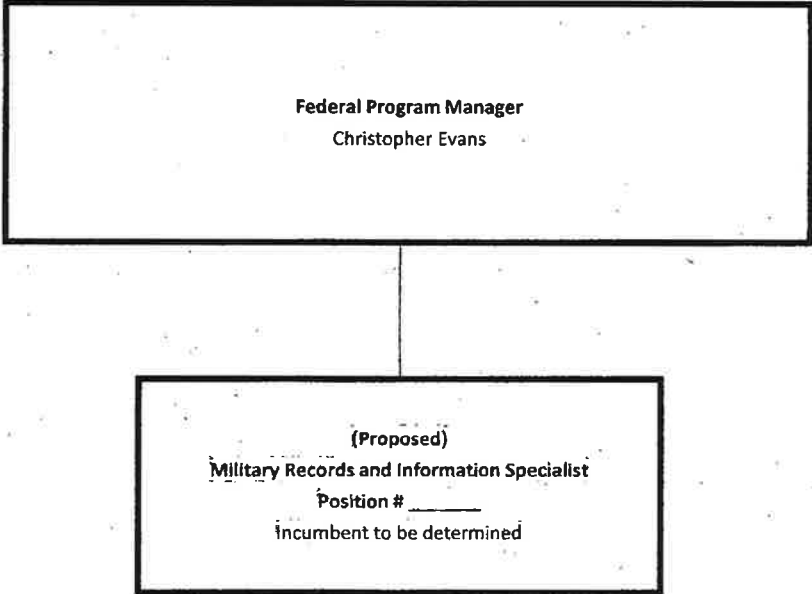 Federal Program Manager
Christopher Evans
(Proposed)
Military Records and Information Specialist
Position # _______
Incumbent to be determined